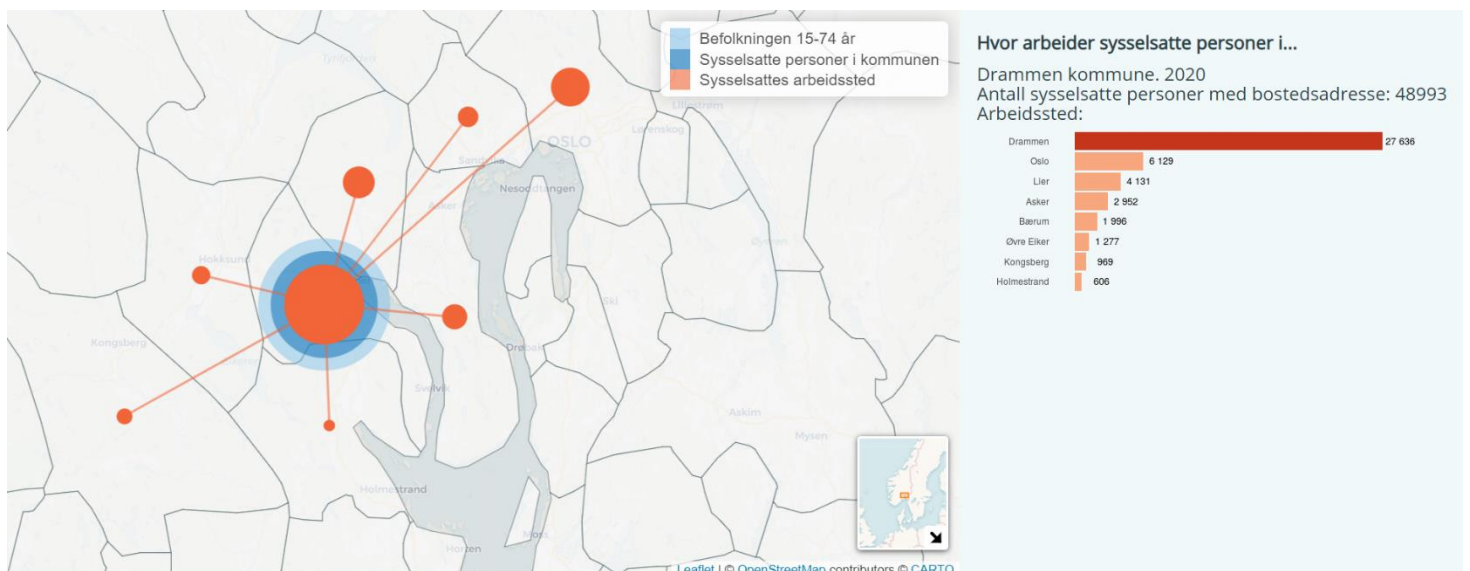 Befolkningen 15-74 år
Sysselsatte personer i kommunen
Sysselsattes arbeidssted
Tyrifjorden
Lillestrøm
Lørenskog
OSLO
Sandvika
Nesoddtangen
Asker
Hokksund
Øyeren
Ski
Kongsberg
Drøbak
Svelvik
Askim
Mysen
Holmestrand
Moss
Horten
Leaflet | © OpenStreetMap contributors © CARTO
Hvor arbeider sysselsatte personer i...
Drammen kommune. 2020
Antall sysselsatte personer med bostedsadresse: 48993
Arbeidssted:
Drammen 27 636
Oslo 6 129
Lier 4 131
Asker 2 952
Bærum 1 996
Øvre Eiker 1 277
Kongsberg 969
Holmestrand 606